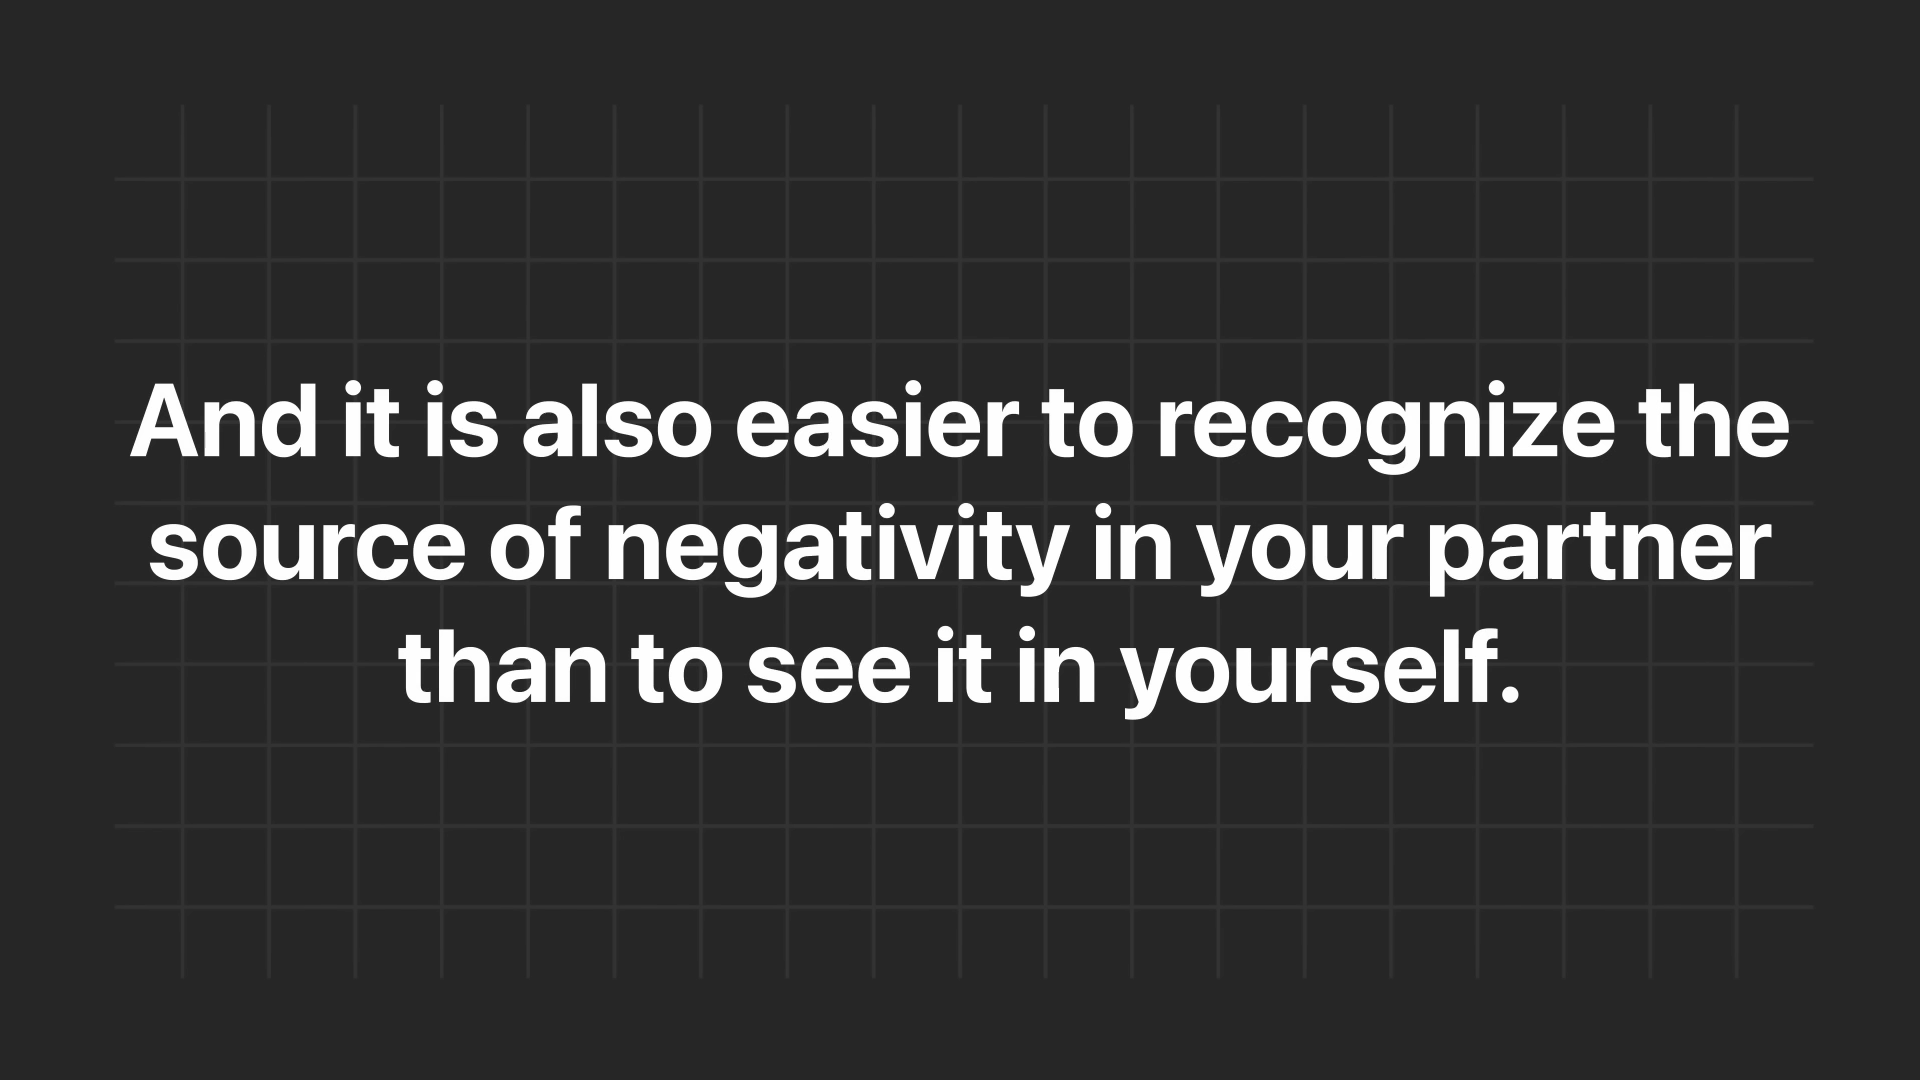 And it is also easier to recognize the
source of negativity in your partner
than to see it in yourself.